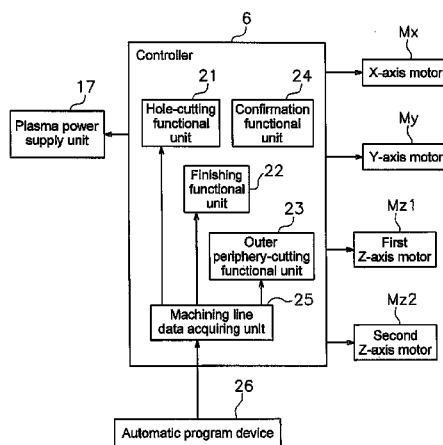 6
Controller
21
Hole-cutting
functional
unit
24
Confirmation
functional
unit
17
Plasma power
supply unit
22
Finishing
functional
unit
23
Outer
periphery-cutting
functional unit
25
Machining line
data acquiring unit
26
Automatic program device
Mx
X-axis motor
My
Y-axis motor
Mz1
First
Z-axis motor
Mz2
Second
Z-axis motor